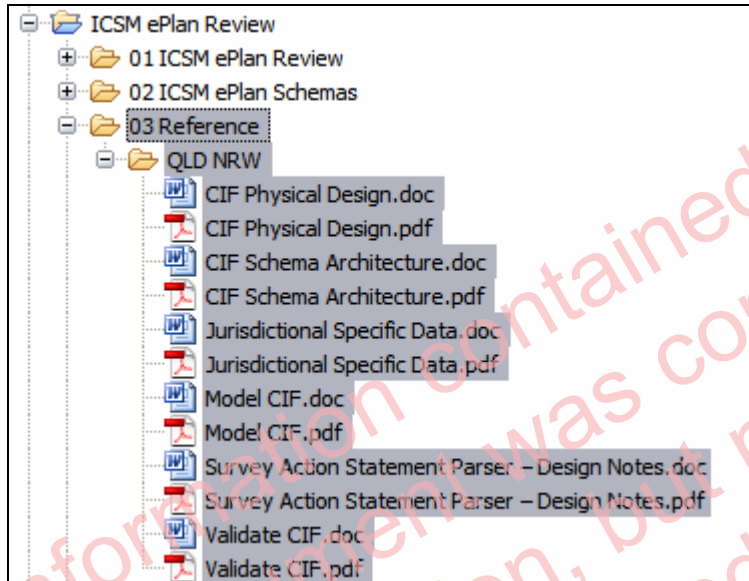 ICSM ePlan Review
01 ICSM ePlan Review
02 ICSM ePlan Schemas
03 Reference
QLD NRW
CIF Physical Design.doc
CIF Physical Design.pdf
CIF Schema Architecture.doc
CIF Schema Architecture.pdf
Jurisdictional Specific Data.doc
Jurisdictional Specific Data.pdf
Model CIF.doc
Model CIF.pdf
Survey Action Statement Parser – Design Notes.doc
Survey Action Statement Parser – Design Notes.pdf
Validate CIF.doc
Validate CIF.pdf
contained
was
but